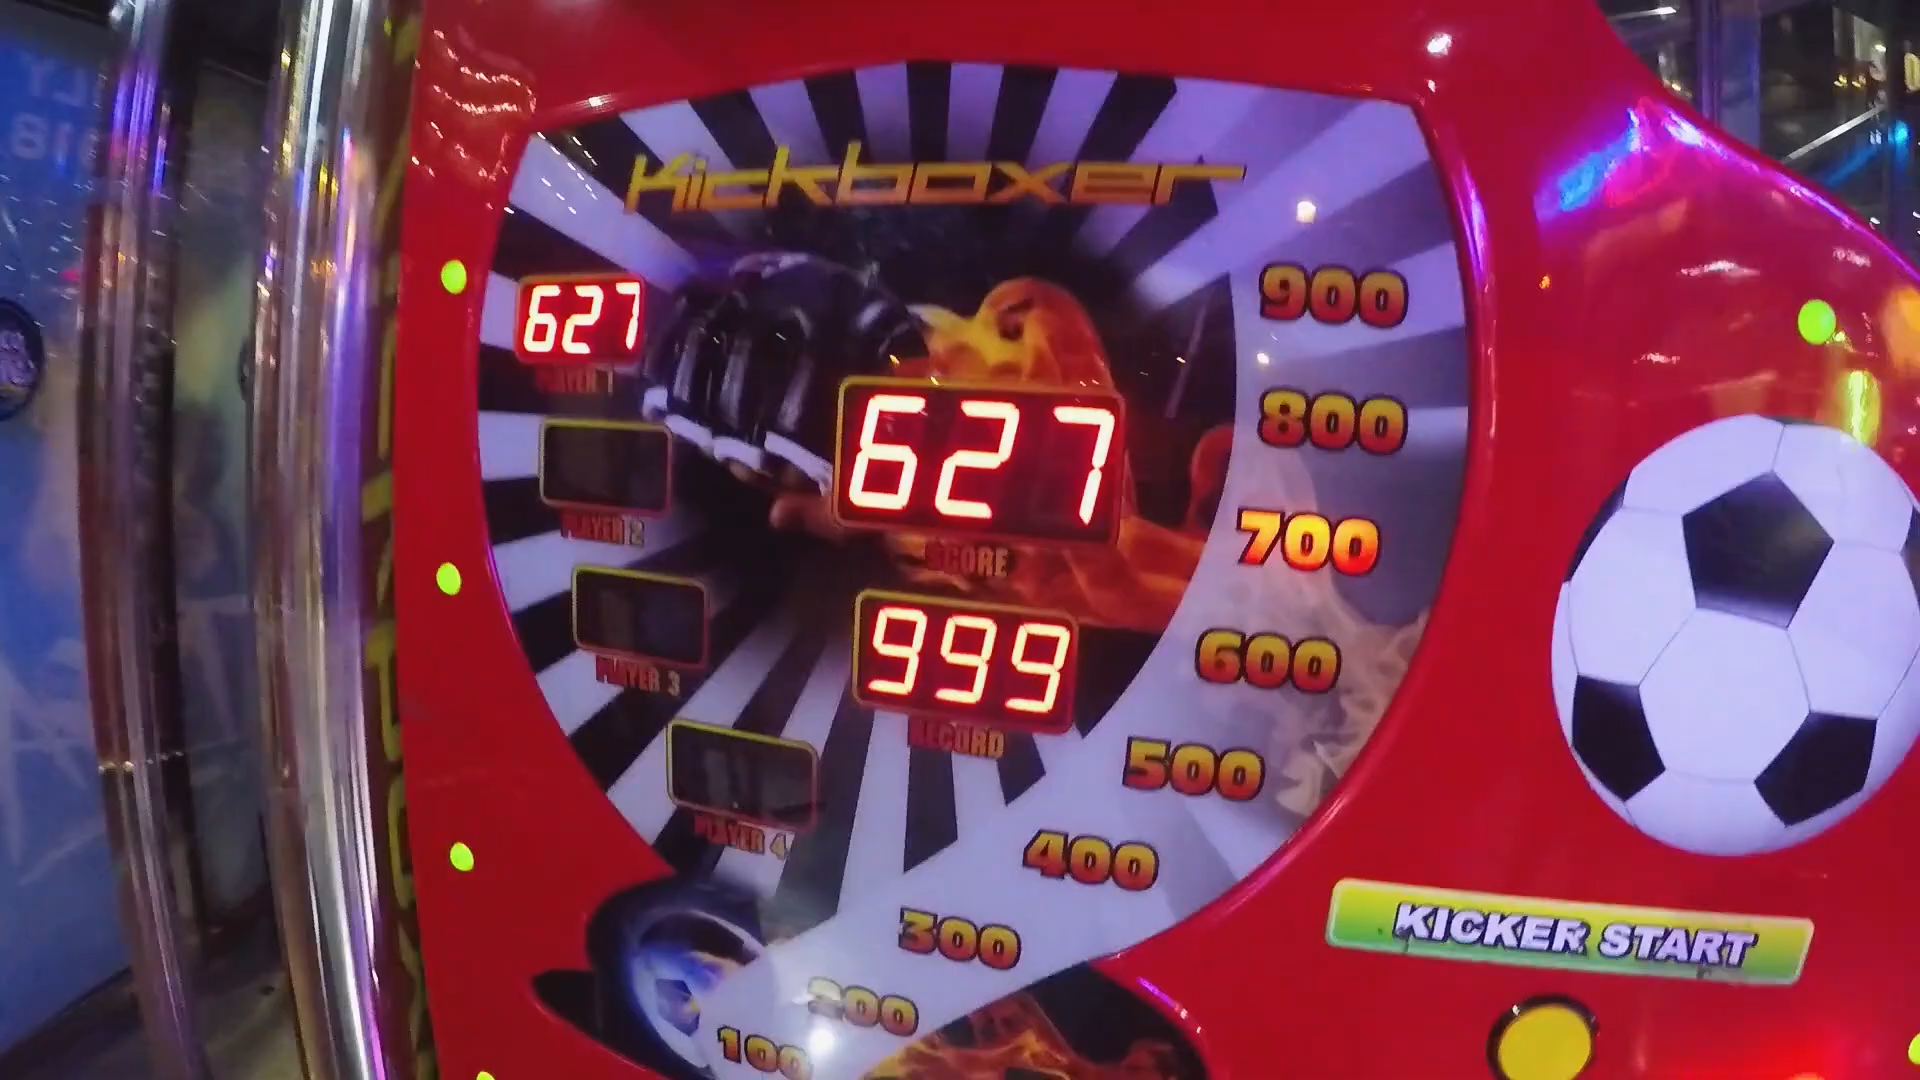 Kickboxer
627
PLAYER 1
PLAYER 2
PLAYER 3
PLAYER 4
627
SCORE
999
RECORD
900
800
700
600
500
400
300
200
100
KICKER START